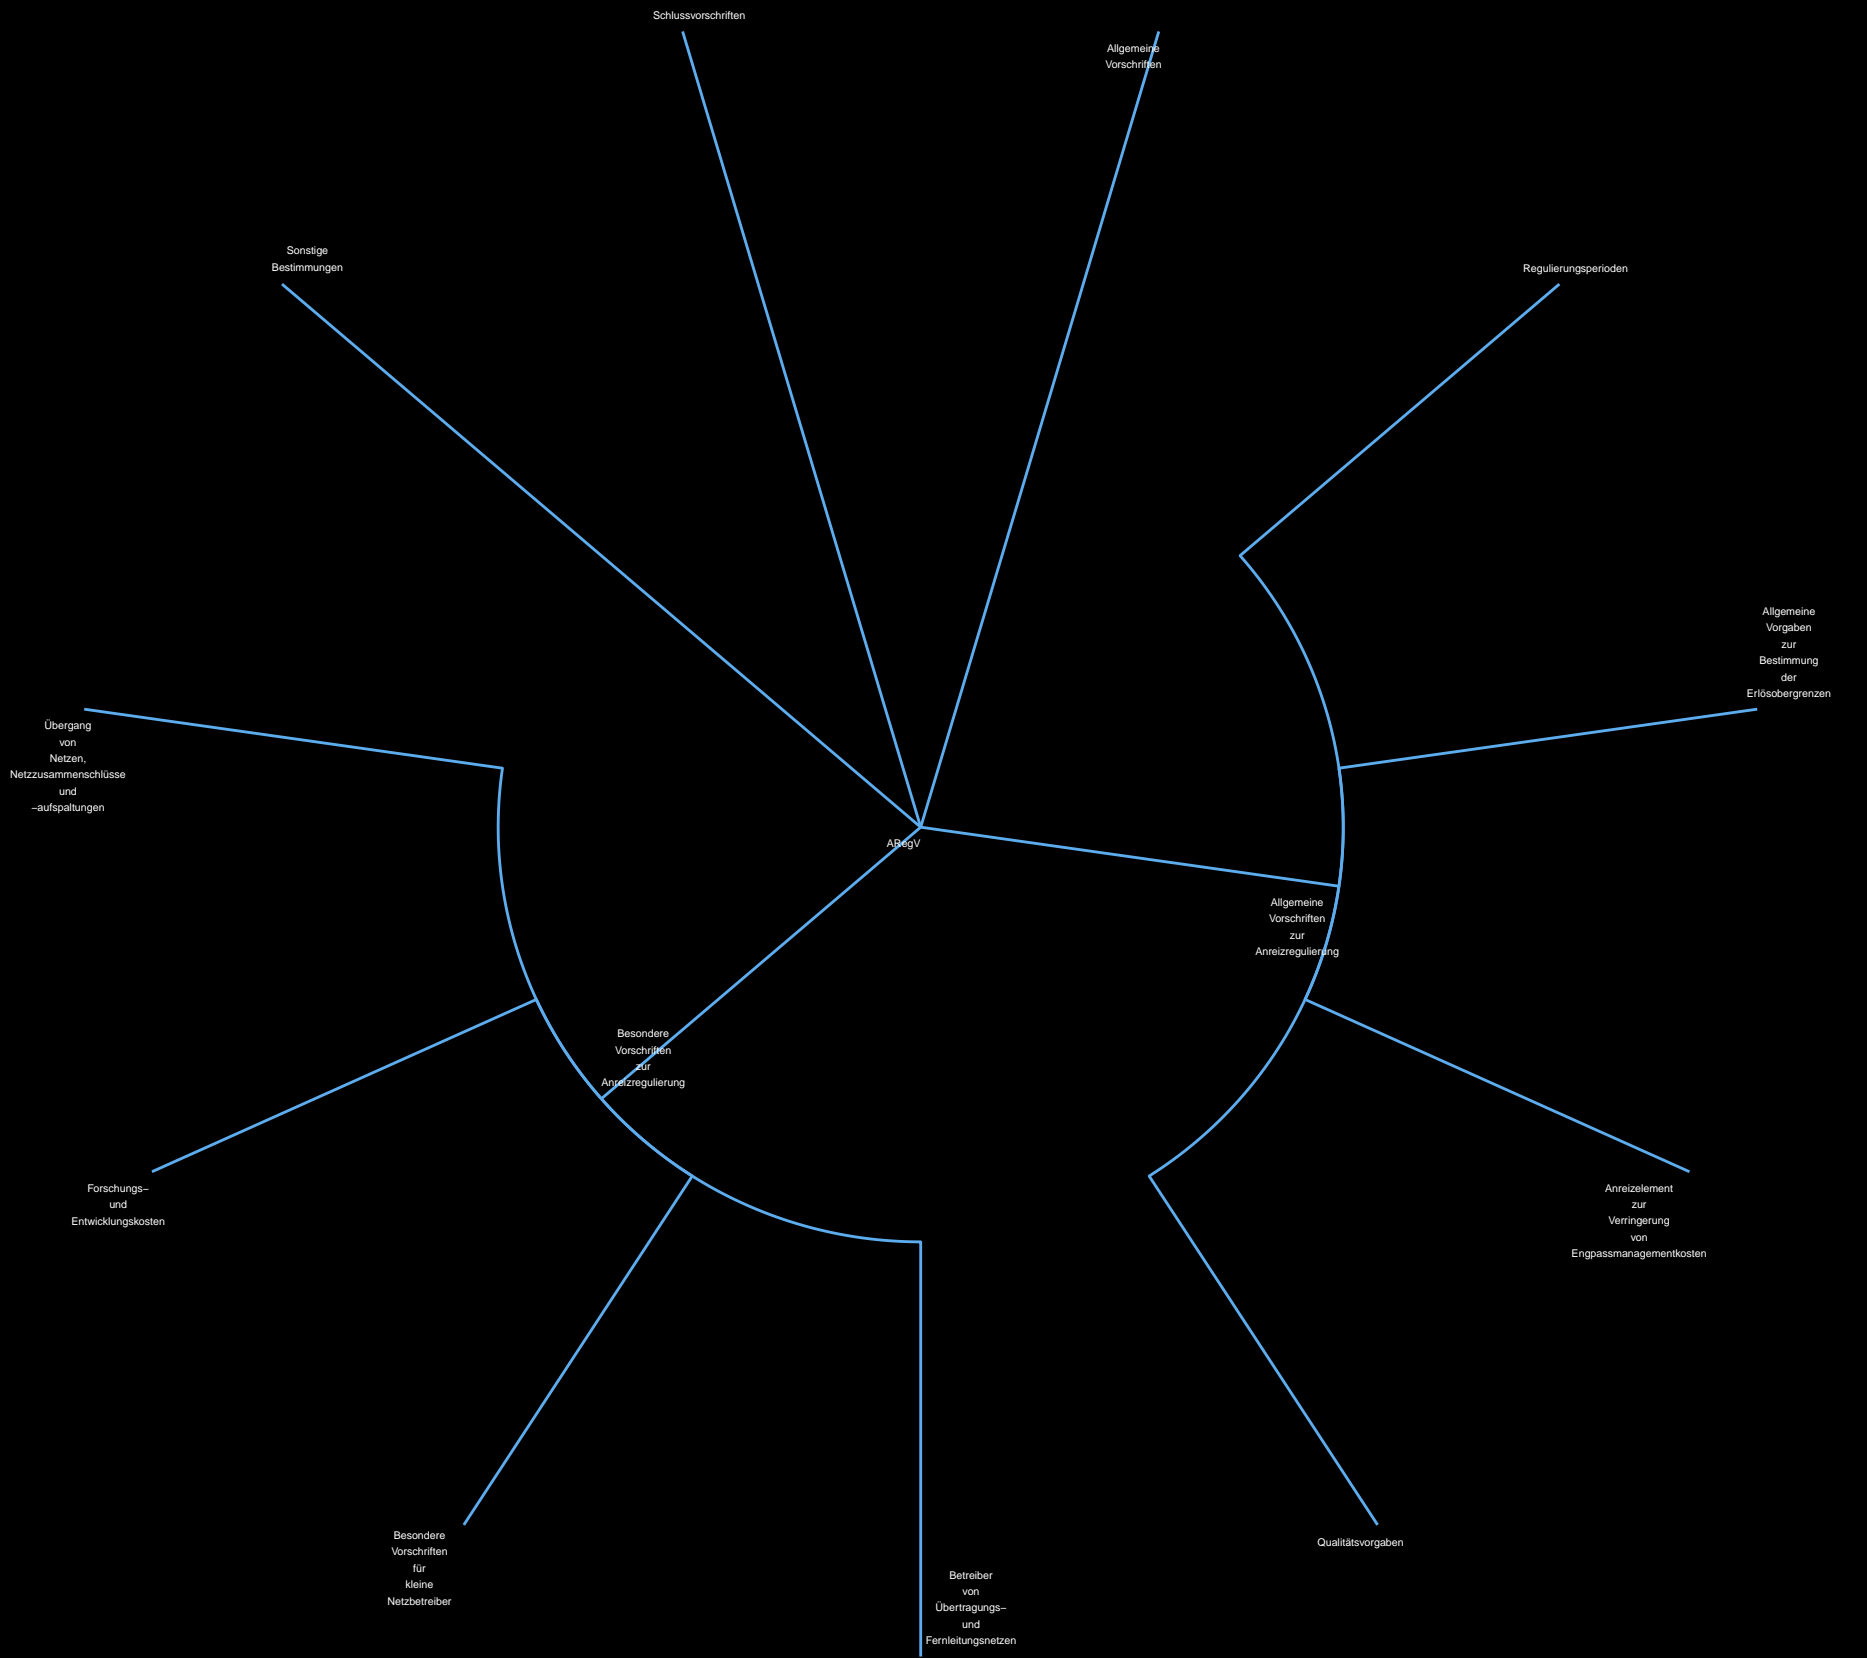 Schlussvorschriften
Allgemeine
Vorschriften
Sonstige
Bestimmungen
Regulierungsperioden
Allgemeine
Vorgaben
zur
Bestimmung
der
Erlösobergrenzen
Übergang
von
Netzen,
Netzzusammenschlüsse
und
−aufspaltungen
ARegV
Allgemeine
Vorschriften
zur
Anreizregulierung
Besondere
Vorschriften
zur
Anreizregulierung
Forschungs−
und
Entwicklungskosten
Anreizelement
zur
Verringerung
von
Engpassmanagementkosten
Besondere
Vorschriften
für
kleine
Netzbetreiber
Qualitätsvorgaben
Betreiber
von
Übertragungs−
und
Fernleitungsnetzen